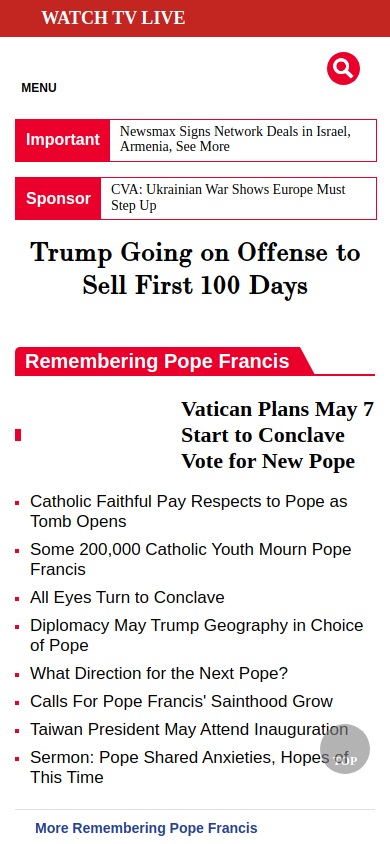 WATCH TV LIVE
MENU
Important
Newsmax Signs Network Deals in Israel,
Armenia, See More
Sponsor
CVA: Ukrainian War Shows Europe Must
Step Up
Trump Going on Offense to
Sell First 100 Days
Remembering Pope Francis
Vatican Plans May 7
Start to Conclave
Vote for New Pope
Catholic Faithful Pay Respects to Pope as
Tomb Opens
Some 200,000 Catholic Youth Mourn Pope
Francis
All Eyes Turn to Conclave
Diplomacy May Trump Geography in Choice
of Pope
What Direction for the Next Pope?
Calls For Pope Francis' Sainthood Grow
Taiwan President May Attend Inauguration
Sermon: Pope Shared Anxieties, Hopes of
This Time
TOP
More Remembering Pope Francis